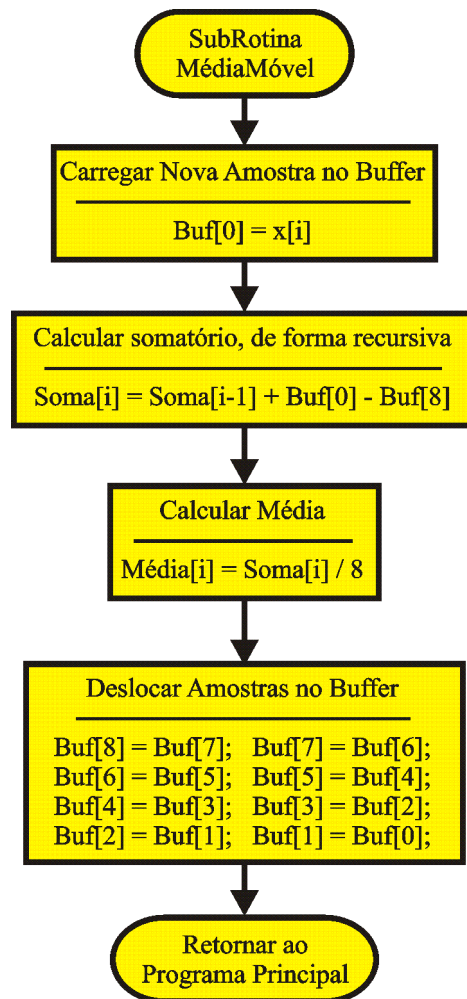 SubRotina
MédiaMóvel
Carregar Nova Amostra no Buffer
Buf[0] = x[i]
Calcular somatório, de forma recursiva
Soma[i] = Soma[i-1] + Buf[0] - Buf[8]
Calcular Média
Média[i] = Soma[i] / 8
Deslocar Amostras no Buffer
Buf[8] = Buf[7];   Buf[7] = Buf[6];
Buf[6] = Buf[5];   Buf[5] = Buf[4];
Buf[4] = Buf[3];   Buf[3] = Buf[2];
Buf[2] = Buf[1];   Buf[1] = Buf[0];
Retornar ao
Programa Principal